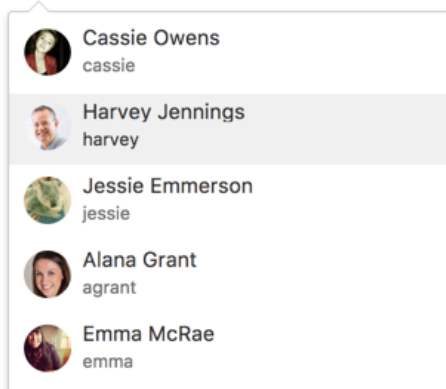 Cassie Owens
cassie
Harvey Jennings
harvey
Jessie Emmerson
jessie
Alana Grant
agrant
Emma McRae
emma